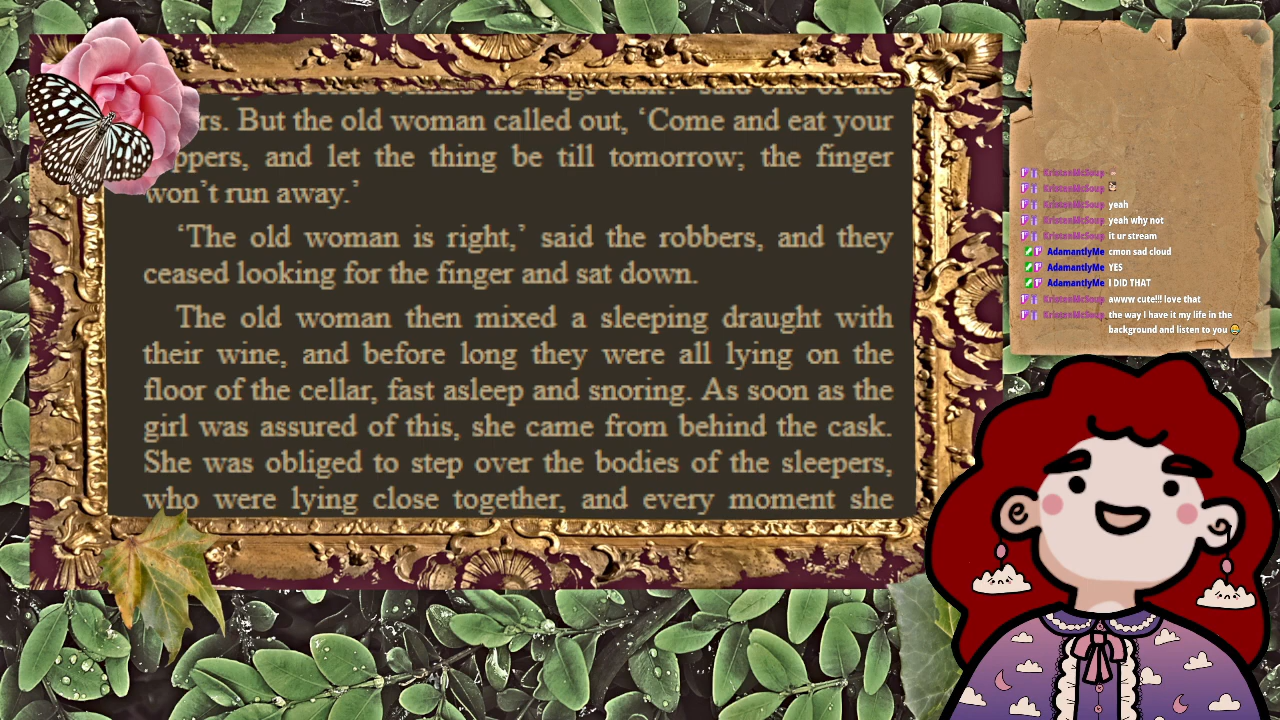 rs. But the old woman called out, ‘Come and eat your
ppers, and let the thing be till tomorrow; the finger
won’t run away.’
‘The old woman is right,’ said the robbers, and they
ceased looking for the finger and sat down.
The old woman then mixed a sleeping draught with
their wine, and before long they were all lying on the
floor of the cellar, fast asleep and snoring. As soon as the
girl was assured of this, she came from behind the cask.
She was obliged to step over the bodies of the sleepers,
who were lying close together, and every moment she
KristenMcSoup
KristenMcSoup
KristenMcSoup yeah
KristenMcSoup yeah why not
KristenMcSoup it ur stream
AdamantlyMe cmon sad cloud
AdamantlyMe YES
AdamantlyMe I DID THAT
KristenMcSoup awww cute!!! love that
KristenMcSoup the way I have it my life in the
background and listen to you